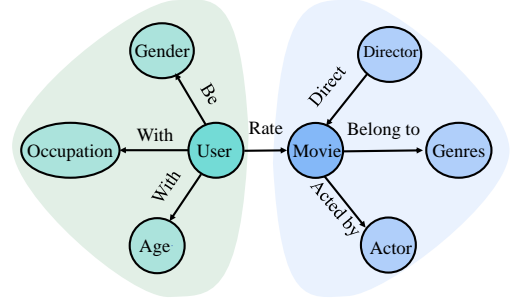 Gender
Director
Be
Direct
With
Rate
Belong to
Occupation
User
Movie
Genres
With
Acted by
Age
Actor